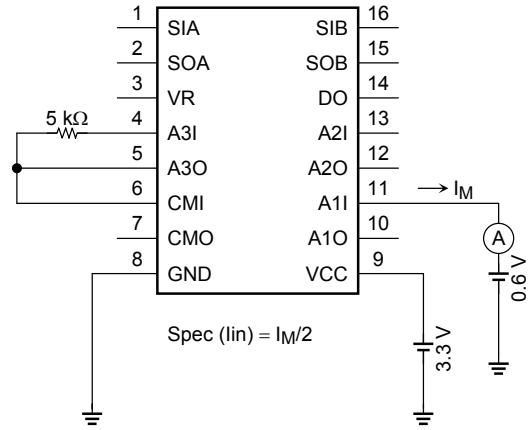 1 SIA SIB 16
2 SOA SOB 15
3 VR DO 14
5 kΩ 4 A3I A2I 13
5 A3O A2O 12
6 CMI A1I 11 → I_M
7 CMO A1O 10
A
8 GND VCC 9
0.6 V
Spec (Iin) = I_M/2
3.3 V